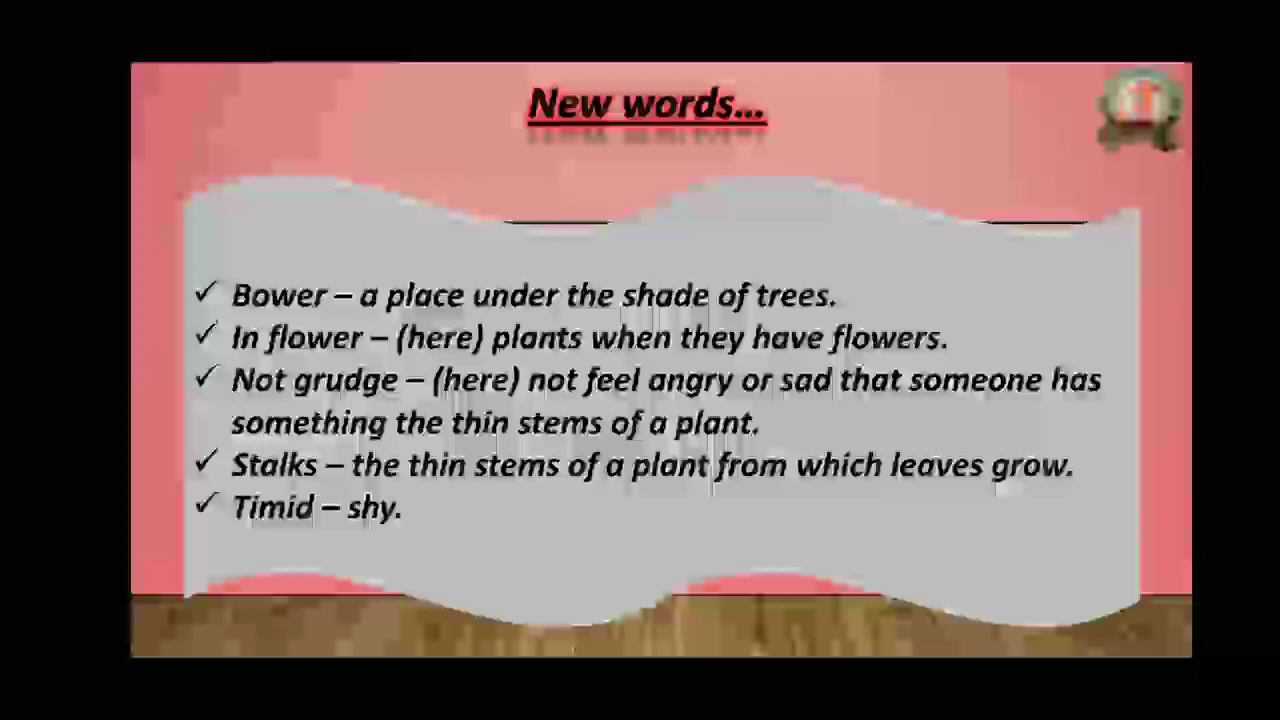 New words...
✓ Bower – a place under the shade of trees.
✓ In flower – (here) plants when they have flowers.
✓ Not grudge – (here) not feel angry or sad that someone has
something the thin stems of a plant.
✓ Stalks – the thin stems of a plant from which leaves grow.
✓ Timid – shy.